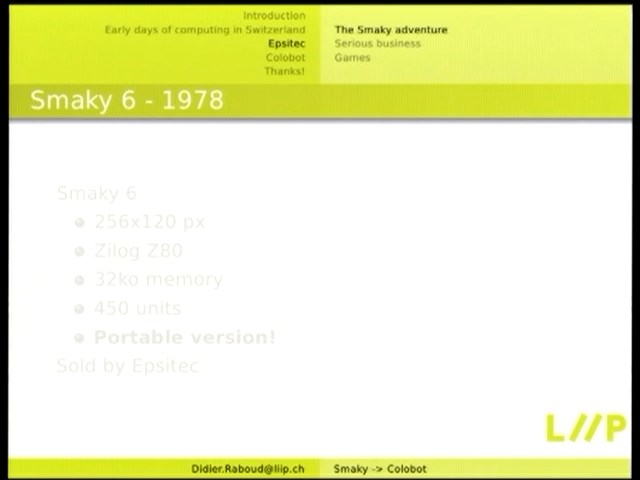 Introduction
Early days of computing in Switzerland
Epsitec
Colobot
Thanks!
The Smaky adventure
Serious business
Games
Smaky 6 - 1978
Smaky 6
256x120 px
Zilog Z80
32ko memory
450 units
Portable version!
Sold by Epsitec
LIIP
Didier.Raboud@liip.ch
Smaky -> Colobot